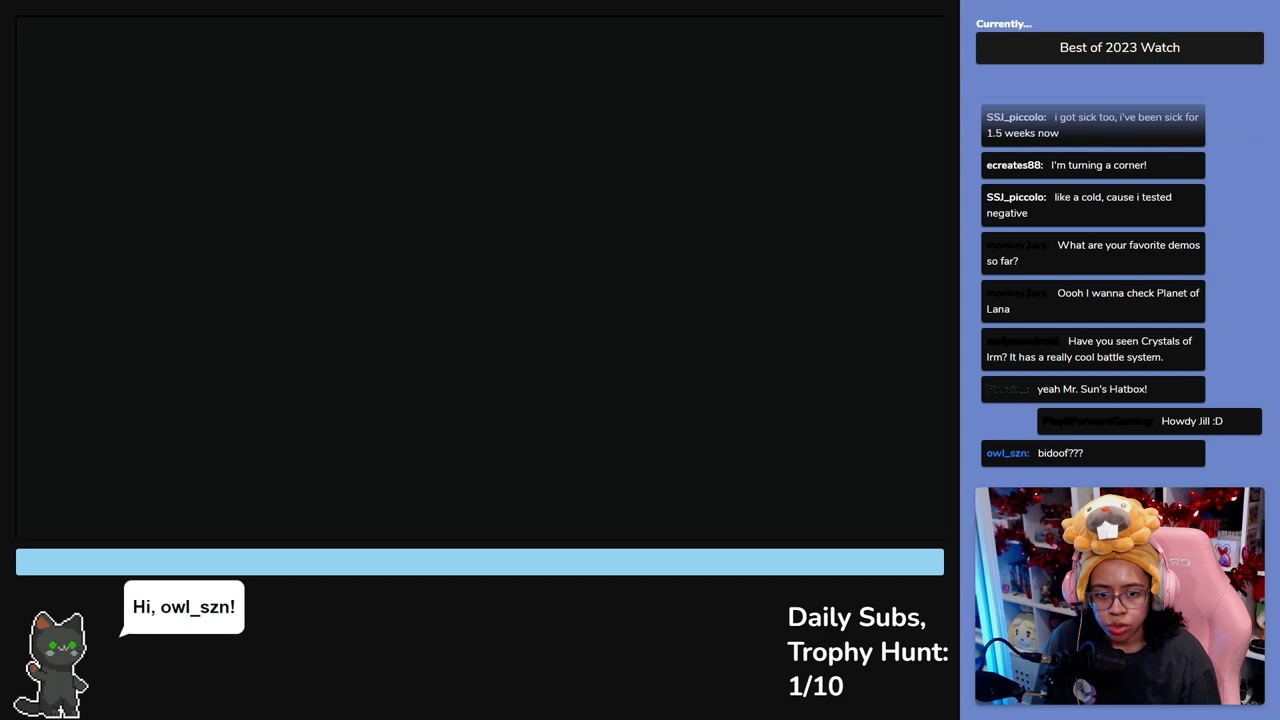 Currently...
Best of 2023 Watch
SSJ_piccolo: i got sick too, i've been sick for
1.5 weeks now
ecreates88: I'm turning a corner!
SSJ_piccolo: like a cold, cause i tested
negative
What are your favorite demos
so far?
Oooh I wanna check Planet of
Lana
Have you seen Crystals of
Irm? It has a really cool battle system.
yeah Mr. Sun's Hatbox!
PlayItForwardGaming: Howdy Jill :D
owl_szn: bidoof???
Hi, owl_szn!
Daily Subs,
Trophy Hunt:
1/10